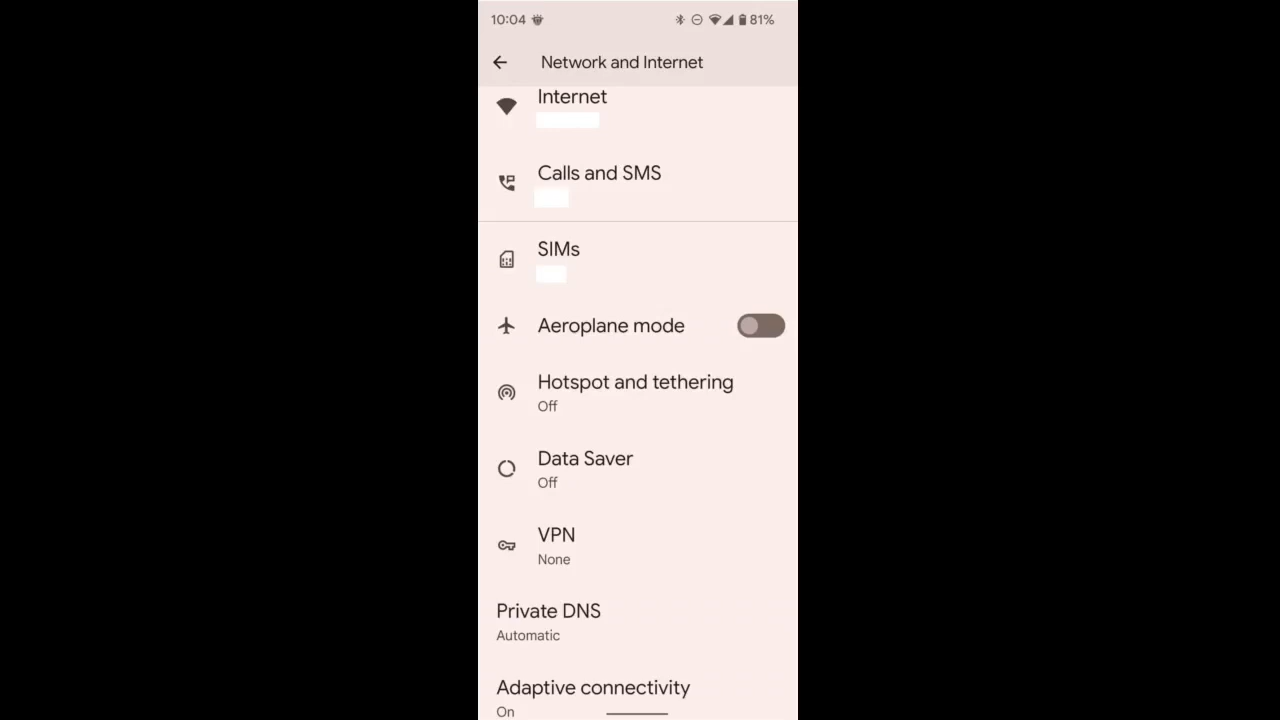 10:04
81%
Network and Internet
Internet
Calls and SMS
SIMs
Aeroplane mode
Hotspot and tethering
Off
Data Saver
Off
VPN
None
Private DNS
Automatic
Adaptive connectivity
On